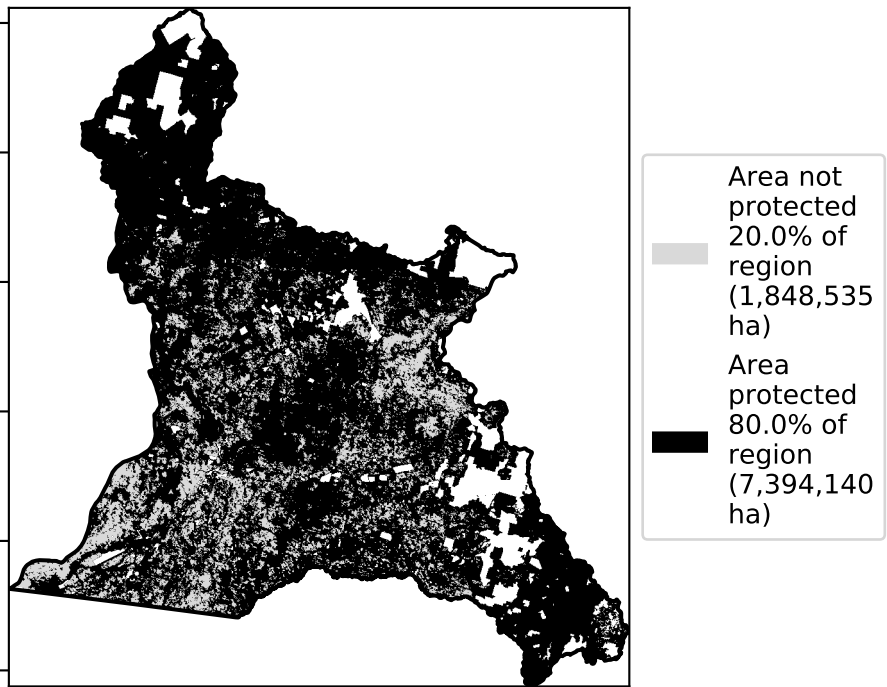 Area not
protected
20.0% of
region
(1,848,535
ha)
Area
protected
80.0% of
region
(7,394,140
ha)